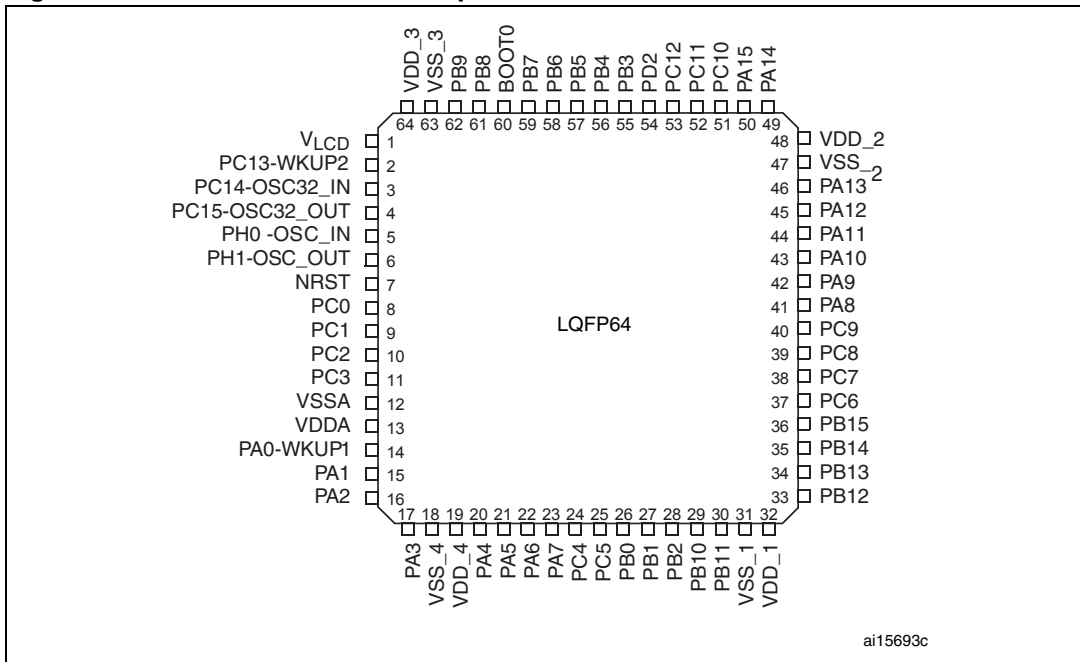 VDD_3
VSS_3
PB9
PB8
BOOT0
PB7
PB6
PB5
PB4
PB3
PD2
PC12
PC11
PC10
PA15
PA14
64 63 62 61 60 59 58 57 56 55 54 53 52 51 50 49
VLCD 1
PC13-WKUP2 2
PC14-OSC32_IN 3
PC15-OSC32_OUT 4
PH0 -OSC_IN 5
PH1-OSC_OUT 6
NRST 7
PC0 8
PC1 9
PC2 10
PC3 11
VSSA 12
VDDA 13
PA0-WKUP1 14
PA1 15
PA2 16
LQFP64
48 VDD_2
47 VSS_2
46 PA13
45 PA12
44 PA11
43 PA10
42 PA9
41 PA8
40 PC9
39 PC8
38 PC7
37 PC6
36 PB15
35 PB14
34 PB13
33 PB12
17 18 19 20 21 22 23 24 25 26 27 28 29 30 31 32
PA3
VSS_4
VDD_4
PA4
PA5
PA6
PA7
PC4
PC5
PB0
PB1
PB2
PB10
PB11
VSS_1
VDD_1
ai15693c